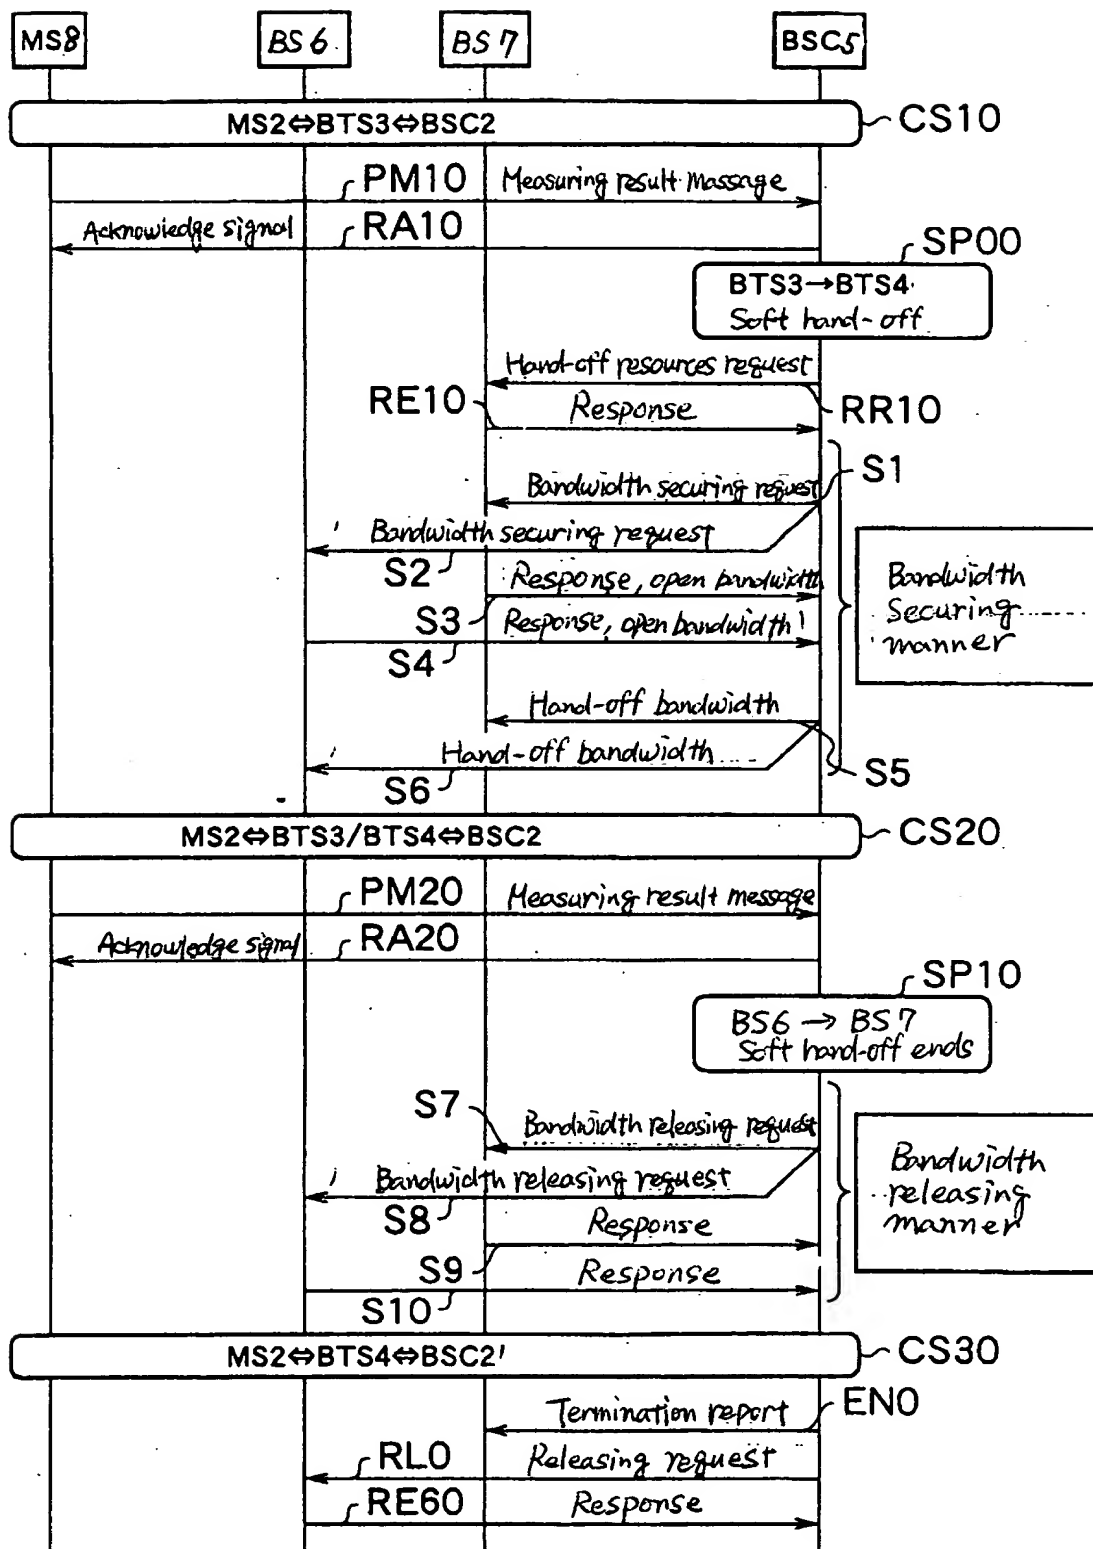 MS8
BS6
BS7
BSC5
MS2⇔BTS3⇔BSC2
CS10
PM10
Measuring result massage
Acknowledge signal
RA10
SP00
BTS3→BTS4
Soft hand-off
Hand-off resources request
RE10
Response
RR10
S1
Bandwidth securing request
Bandwidth securing request
S2
Response, open bandwidth
S3
Response, open bandwidth
S4
Bandwidth
securing
manner
Hand-off bandwidth
Hand-off bandwidth
S5
S6
MS2⇔BTS3/BTS4⇔BSC2
CS20
PM20
Measuring result message
Acknowledge signal
RA20
SP10
BS6 → BS7
Soft hand-off ends
S7
Bandwidth releasing request
Bandwidth releasing request
S8
Response
S9
Response
S10
Bandwidth
releasing
manner
MS2⇔BTS4⇔BSC2'
CS30
Termination report
EN0
RL0
Releasing request
RE60
Response